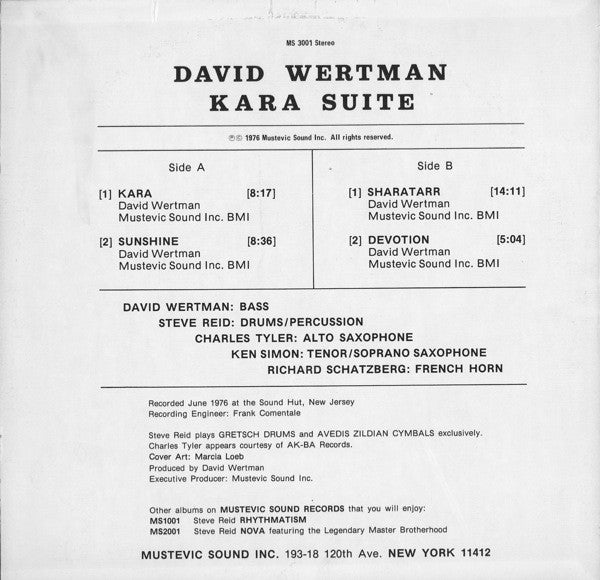 MS 3001 Stereo
DAVID WERTMAN
KARA SUITE
℗© 1976 Mustevic Sound Inc. All rights reserved.
Side A
[1] KARA [8:17]
David Wertman
Mustevic Sound Inc. BMI
[2] SUNSHINE [8:36]
David Wertman
Mustevic Sound Inc. BMI
Side B
[1] SHARATARR [14:11]
David Wertman
Mustevic Sound Inc. BMI
[2] DEVOTION [5:04]
David Wertman
Mustevic Sound Inc. BMI
DAVID WERTMAN: BASS
STEVE REID: DRUMS/PERCUSSION
CHARLES TYLER: ALTO SAXOPHONE
KEN SIMON: TENOR/SOPRANO SAXOPHONE
RICHARD SCHATZBERG: FRENCH HORN
Recorded June 1976 at the Sound Hut, New Jersey
Recording Engineer: Frank Comentale
Steve Reid plays GRETSCH DRUMS and AVEDIS ZILDIAN CYMBALS exclusively.
Charles Tyler appears courtesy of AK-BA Records.
Cover Art: Marcia Loeb
Produced by David Wertman
Executive Producer: Mustevic Sound Inc.
Other albums on MUSTEVIC SOUND RECORDS that you will enjoy:
MS1001 Steve Reid RHYTHMATISM
MS2001 Steve Reid NOVA featuring the Legendary Master Brotherhood
MUSTEVIC SOUND INC. 193-18 120th Ave. NEW YORK 11412